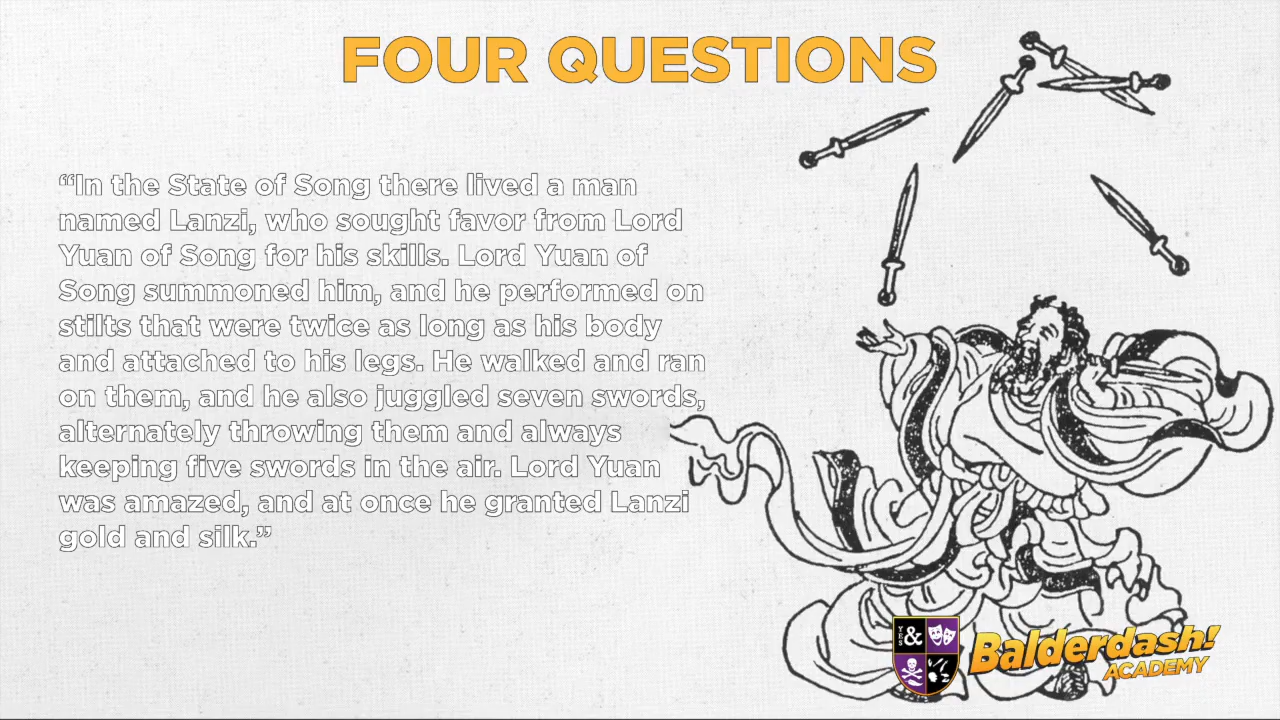 FOUR QUESTIONS
“In the State of Song there lived a man
named Lanzi, who sought favor from Lord
Yuan of Song for his skills. Lord Yuan of
Song summoned him, and he performed on
stilts that were twice as long as his body
and attached to his legs. He walked and ran
on them, and he also juggled seven swords,
alternately throwing them and always
keeping five swords in the air. Lord Yuan
was amazed, and at once he granted Lanzi
gold and silk.”
YES &
Balderdash!
ACADEMY